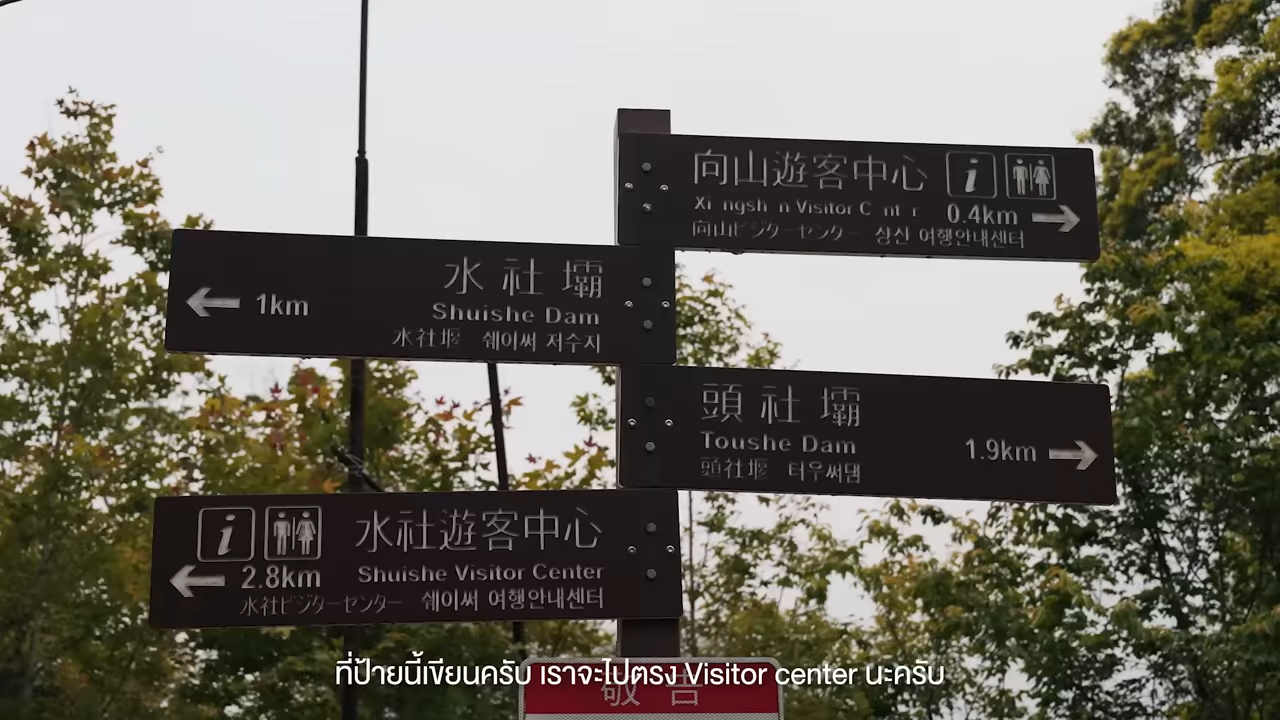 向山遊客中心
Xi ngsh n Visitor C nt r 0.4km
向山ビジターセンター 샹산 여행안내센터
水社壩
1km
Shuishe Dam
水社堰 쉐이써 저수지
頭社壩
Toushe Dam
1.9km
頭社堰 터우써댐
水社遊客中心
2.8km Shuishe Visitor Center
水社ビジターセンター 쉐이써 여행안내센터
ที่ป้ายนี้เขียนครับ เราจะไปตรง Visitor center นะครับ
敬告